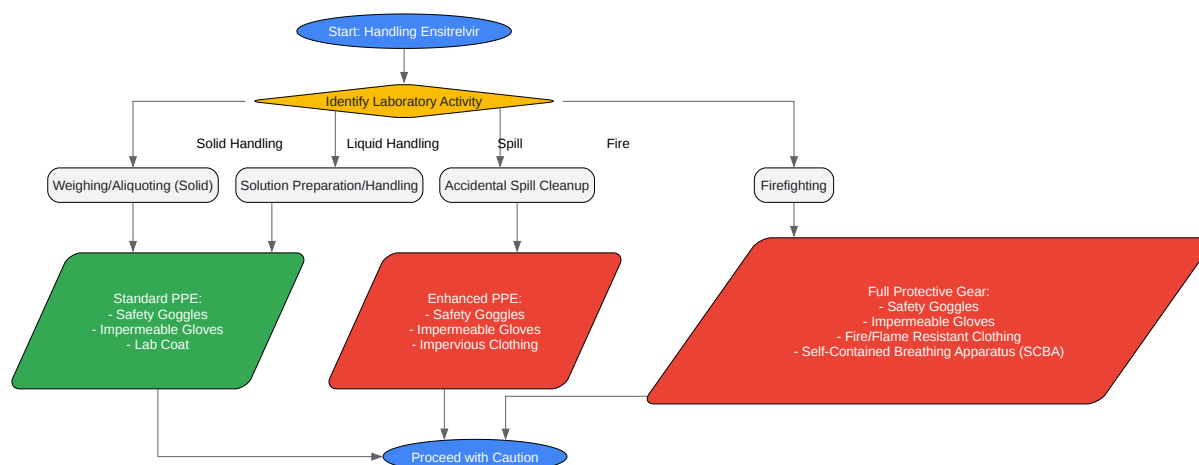 Start: Handling Ensitrelvir
Identify Laboratory Activity
Solid Handling
Liquid Handling
Spill
Fire
Weighing/Aliquoting (Solid)
Solution Preparation/Handling
Accidental Spill Cleanup
Firefighting
Standard PPE:
- Safety Goggles
- Impermeable Gloves
- Lab Coat
Enhanced PPE:
- Safety Goggles
- Impermeable Gloves
- Impervious Clothing
Full Protective Gear:
- Safety Goggles
- Impermeable Gloves
- Fire/Flame Resistant Clothing
- Self-Contained Breathing Apparatus (SCBA)
Proceed with Caution